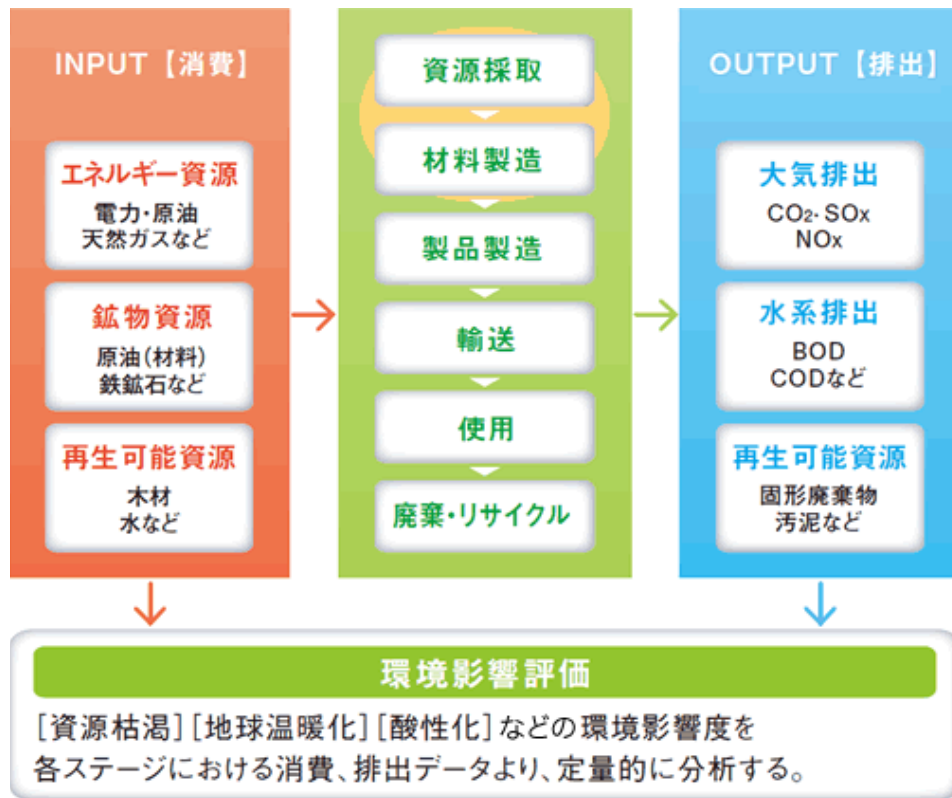 INPUT【消費】
エネルギー資源
電力・原油
天然ガスなど
鉱物資源
原油(材料)
鉄鉱石など
再生可能資源
木材
水など
資源採取
材料製造
製品製造
輸送
使用
廃棄・リサイクル
OUTPUT【排出】
大気排出
CO₂・SOx
NOx
水系排出
BOD
CODなど
再生可能資源
固形廃棄物
汚泥など
環境影響評価
[資源枯渇][地球温暖化][酸性化]などの環境影響度を
各ステージにおける消費、排出データより、定量的に分析する。